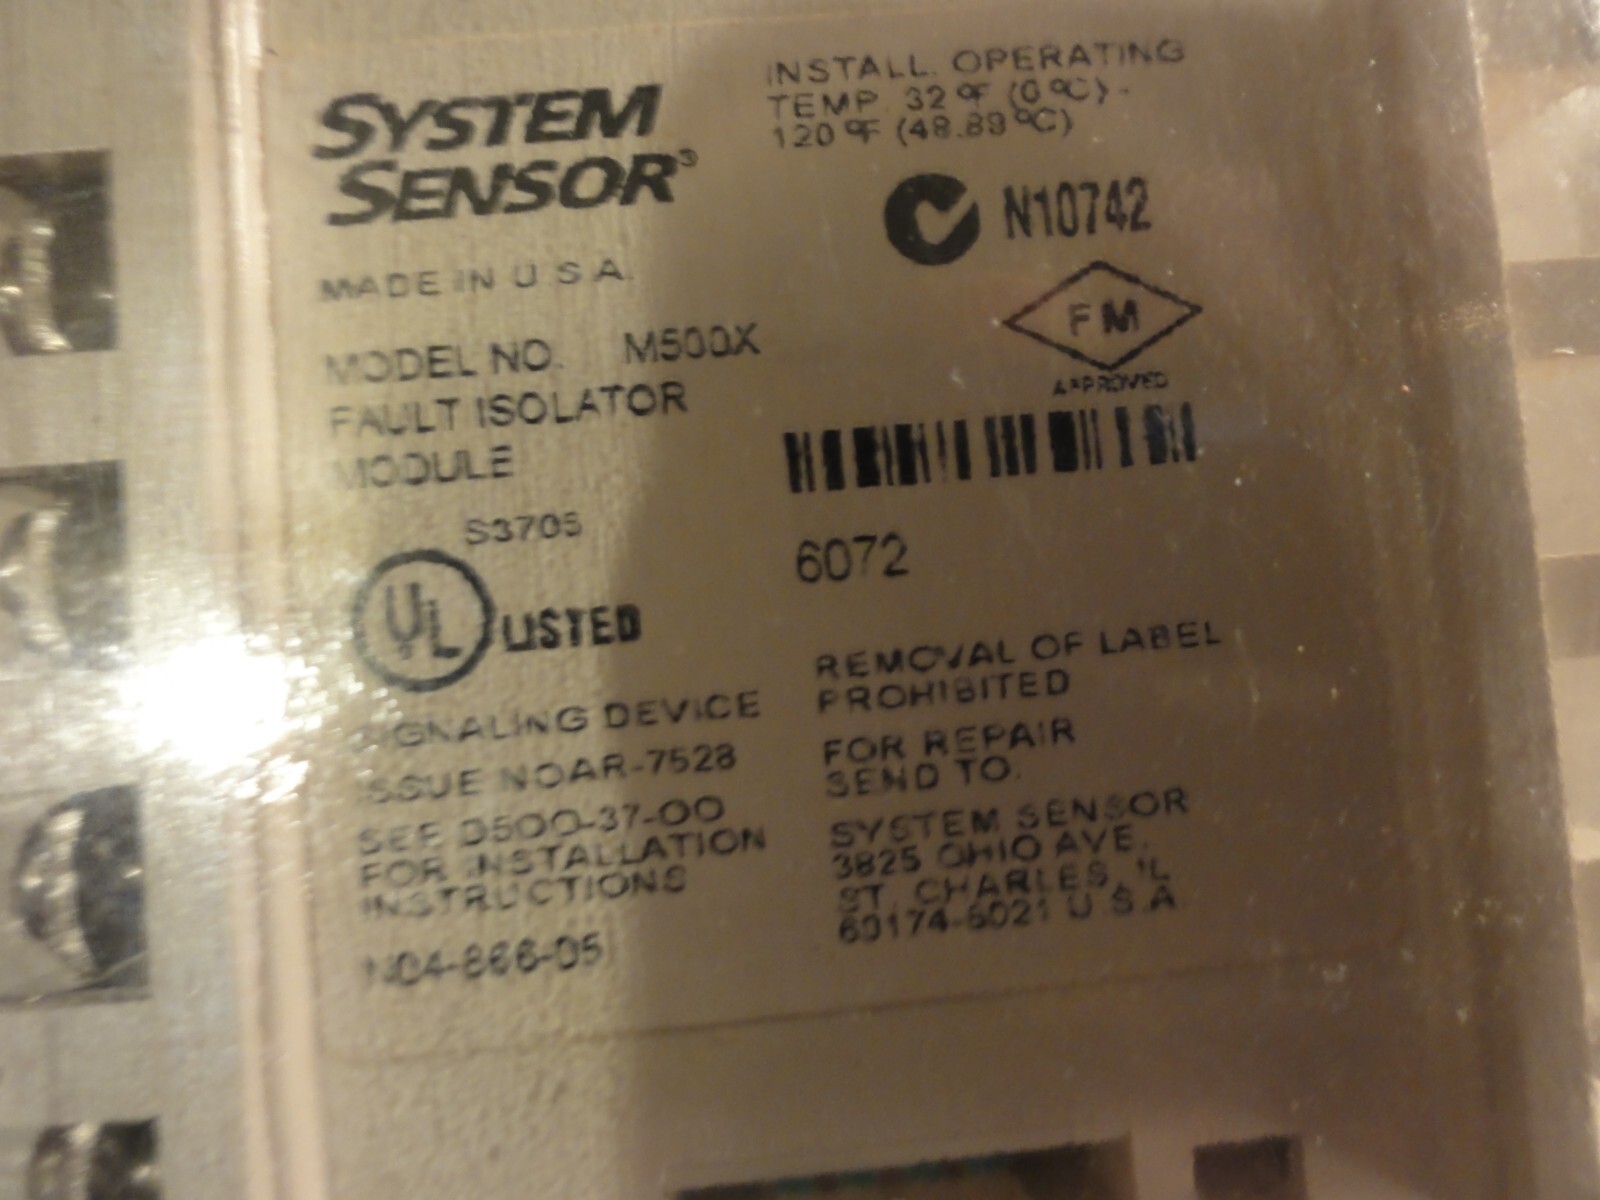 SYSTEM
SENSOR®
MADE IN U.S.A.
MODEL NO. M500X
FAULT ISOLATOR
MODULE
S3705
UL LISTED
SIGNALING DEVICE
ISSUE NO AR-7528
SEE D500-37-00
FOR INSTALLATION
INSTRUCTIONS
N04-866-05
INSTALL. OPERATING
TEMP. 32 °F (0 °C) -
120 °F (48.89 °C)
N10742
FM
APPROVED
6072
REMOVAL OF LABEL
PROHIBITED
FOR REPAIR
SEND TO:
SYSTEM SENSOR
3825 OHIO AVE.
ST. CHARLES, IL
60174-5021 U.S.A.